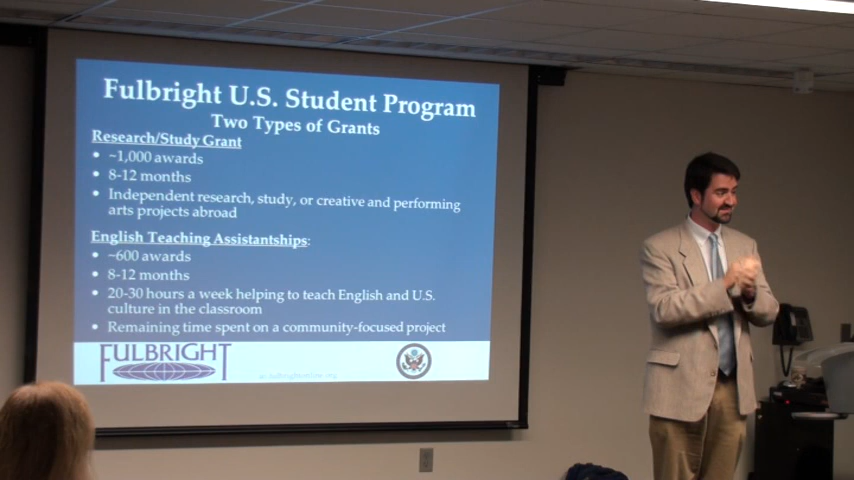 Fulbright U.S. Student Program
Two Types of Grants
Research/Study Grant
• ~1,000 awards
• 8-12 months
• Independent research, study, or creative and performing
arts projects abroad
English Teaching Assistantships:
• ~600 awards
• 8-12 months
• 20-30 hours a week helping to teach English and U.S.
culture in the classroom
• Remaining time spent on a community-focused project
FULBRIGHT